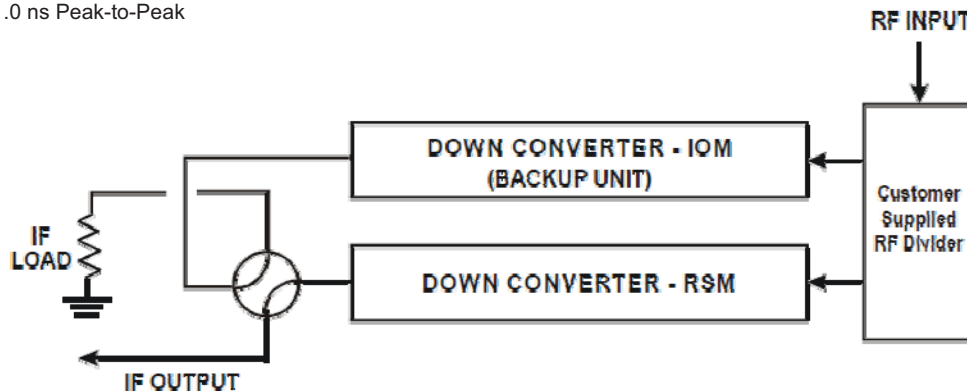 .0 ns Peak-to-Peak
RF INPUT
DOWN CONVERTER - IOM
(BACKUP UNIT)
Customer
Supplied
RF Divider
IF
LOAD
DOWN CONVERTER - RSM
IF OUTPUT